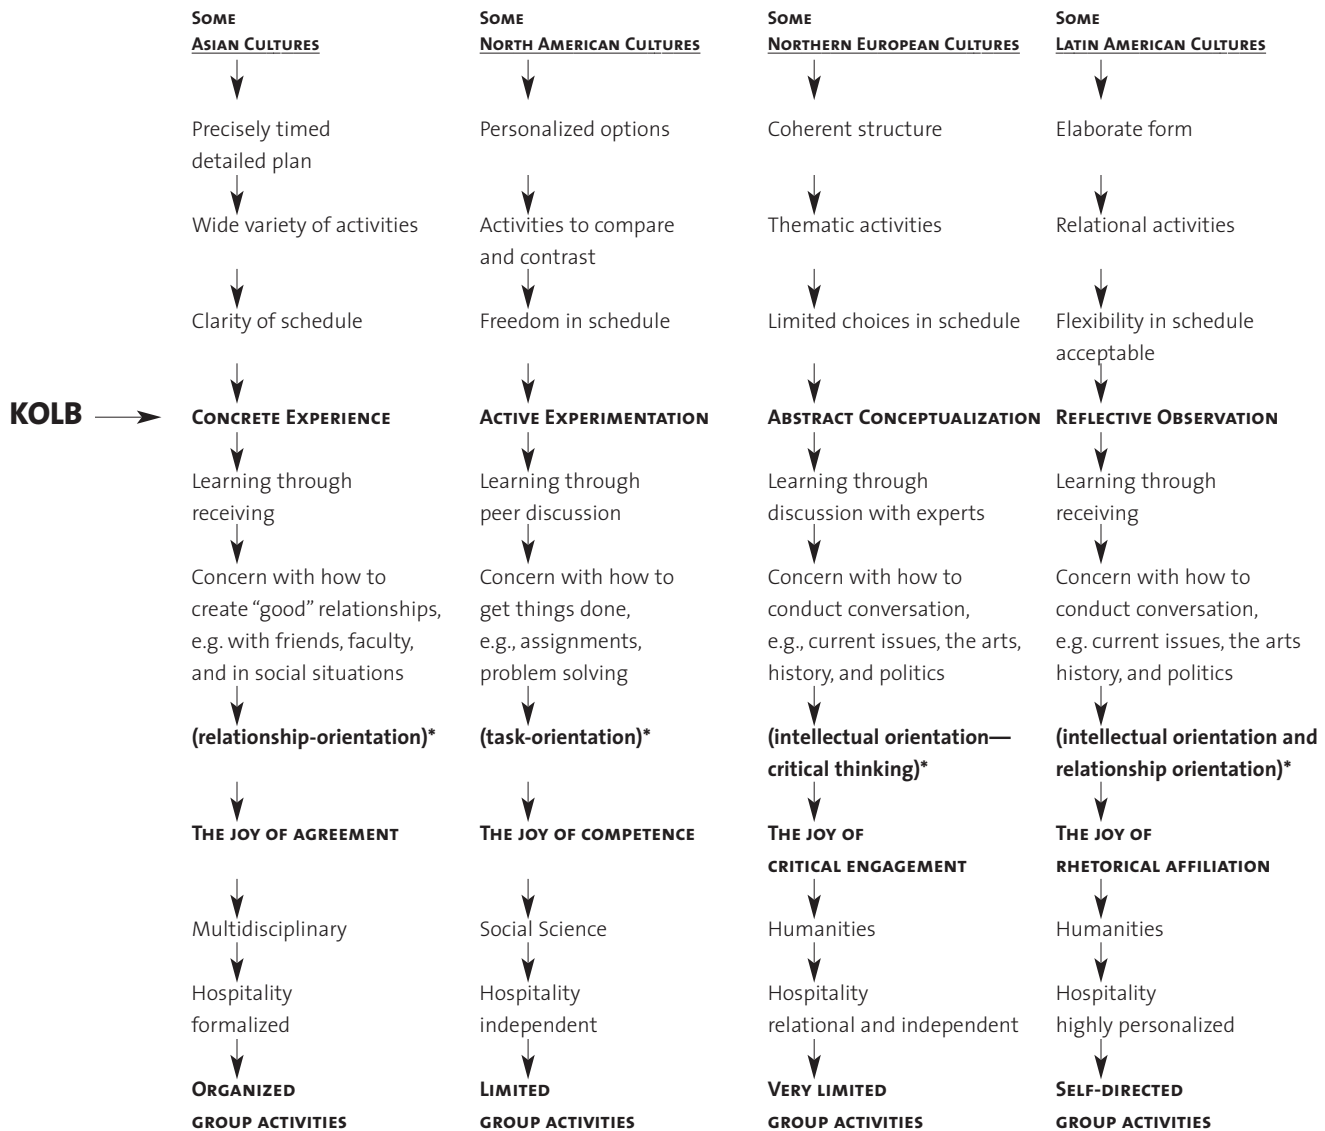 Some
Asian Cultures
Precisely timed
detailed plan
Wide variety of activities
Clarity of schedule
KOLB
Concrete Experience
Learning through
receiving
Concern with how to
create “good” relationships,
e.g. with friends, faculty,
and in social situations
(relationship-orientation)*
The joy of agreement
Multidisciplinary
Hospitality
formalized
Organized
group activities
Some
North American Cultures
Personalized options
Activities to compare
and contrast
Freedom in schedule
Active Experimentation
Learning through
peer discussion
Concern with how to
get things done,
e.g., assignments,
problem solving
(task-orientation)*
The joy of competence
Social Science
Hospitality
independent
Limited
group activities
Some
Northern European Cultures
Coherent structure
Thematic activities
Limited choices in schedule
Abstract Conceptualization
Learning through
discussion with experts
Concern with how to
conduct conversation,
e.g., current issues, the arts,
history, and politics
(intellectual orientation—
critical thinking)*
The joy of
critical engagement
Humanities
Hospitality
relational and independent
Very limited
group activities
Some
Latin American Cultures
Elaborate form
Relational activities
Flexibility in schedule
acceptable
Reflective Observation
Learning through
receiving
Concern with how to
conduct conversation,
e.g. current issues, the arts
history, and politics
(intellectual orientation and
relationship orientation)*
The joy of
rhetorical affiliation
Humanities
Hospitality
highly personalized
Self-directed
group activities